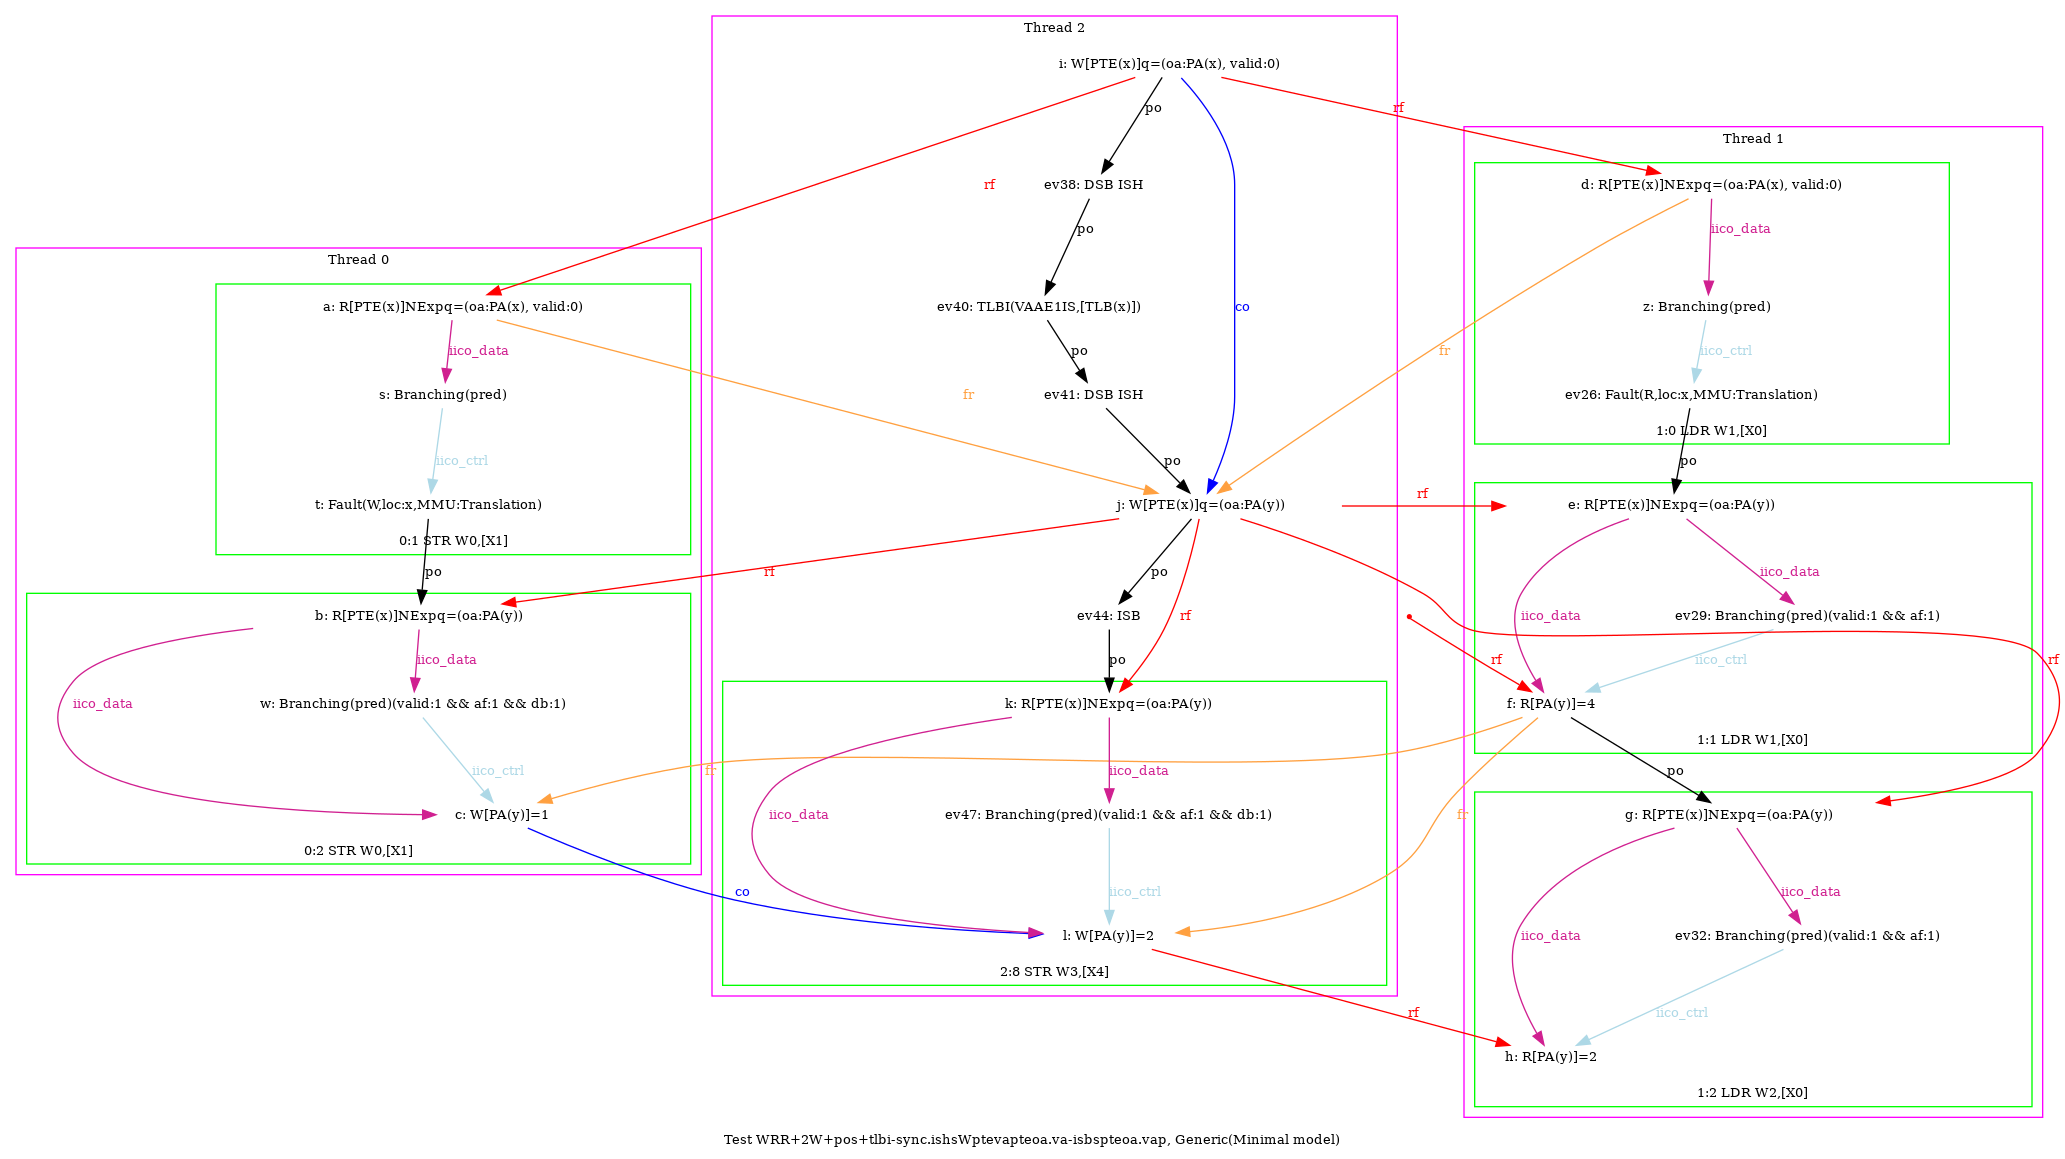 Thread 2
i: W[PTE(x)]q=(oa:PA(x), valid:0)
po
rf
Thread 1
rf
ev38: DSB ISH
d: R[PTE(x)]NExpq=(oa:PA(x), valid:0)
po
iico_data
Thread 0
a: R[PTE(x)]NExpq=(oa:PA(x), valid:0)
ev40: TLBI(VAAE1IS,[TLB(x)])
co
z: Branching(pred)
iico_data
po
fr
iico_ctrl
s: Branching(pred)
fr
ev41: DSB ISH
ev26: Fault(R,loc:x,MMU:Translation)
1:0 LDR W1,[X0]
iico_ctrl
po
po
rf
t: Fault(W,loc:x,MMU:Translation)
j: W[PTE(x)]q=(oa:PA(y))
e: R[PTE(x)]NExpq=(oa:PA(y))
0:1 STR W0,[X1]
po
rf
po
iico_data
b: R[PTE(x)]NExpq=(oa:PA(y))
ev44: ISB
rf
iico_data
ev29: Branching(pred)(valid:1 && af:1)
iico_data
po
rf
iico_ctrl
rf
iico_data
w: Branching(pred)(valid:1 && af:1 && db:1)
k: R[PTE(x)]NExpq=(oa:PA(y))
f: R[PA(y)]=4
1:1 LDR W1,[X0]
iico_ctrl
fr
iico_data
po
c: W[PA(y)]=1
iico_data
ev47: Branching(pred)(valid:1 && af:1 && db:1)
fr
g: R[PTE(x)]NExpq=(oa:PA(y))
0:2 STR W0,[X1]
co
iico_ctrl
iico_data
l: W[PA(y)]=2
iico_data
ev32: Branching(pred)(valid:1 && af:1)
2:8 STR W3,[X4]
rf
iico_ctrl
h: R[PA(y)]=2
1:2 LDR W2,[X0]
Test WRR+2W+pos+tlbi-sync.ishsWptevapteoa.va-isbspteoa.vap, Generic(Minimal model)